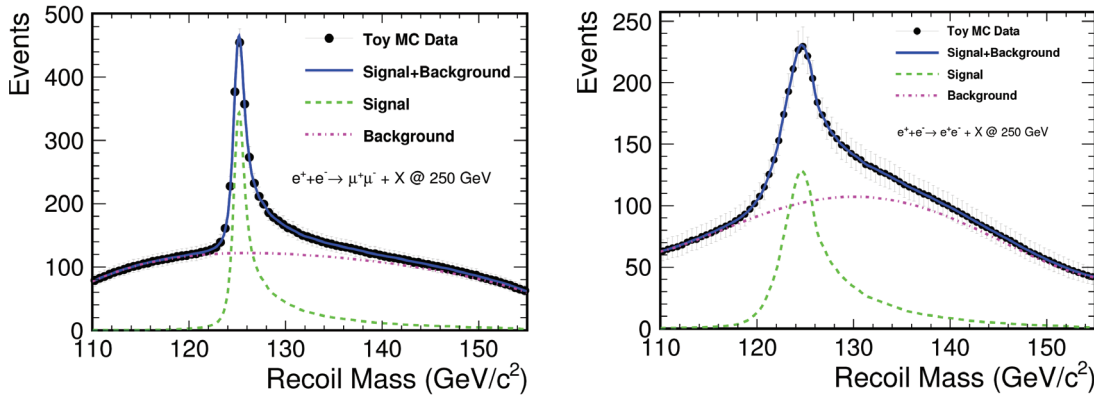 Events
500
400
300
200
100
0
Toy MC Data
Signal+Background
Signal
Background
e⁺+e⁻→ μ⁺μ⁻ + X @ 250 GeV
110 120 130 140 150
Recoil Mass (GeV/c²)
Events
250
200
150
100
50
0
Toy MC Data
Signal+Background
Signal
Background
e⁺+e⁻→ e⁺e⁻ + X @ 250 GeV
110 120 130 140 150
Recoil Mass (GeV/c²)